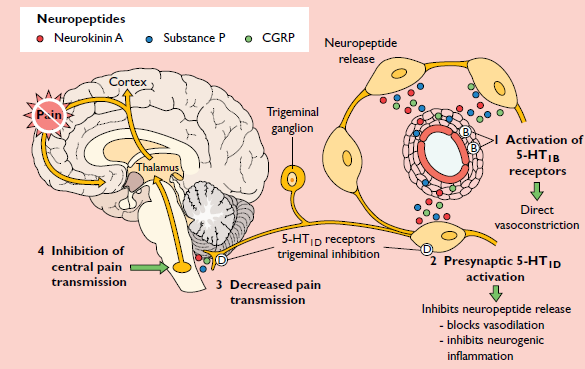 Neuropeptides
Neurokinin A Substance P CGRP
Cortex
Pain
Thalamus
Trigeminal
ganglion
Neuropeptide
release
B
B
1 Activation of
5-HT1B
receptors
Direct
vasoconstriction
5-HT1D receptors
trigeminal inhibition
D
D
2 Presynaptic 5-HT1D
activation
Inhibits neuropeptide release
- blocks vasodilation
- inhibits neurogenic
inflammation
3 Decreased pain
transmission
4 Inhibition of
central pain
transmission